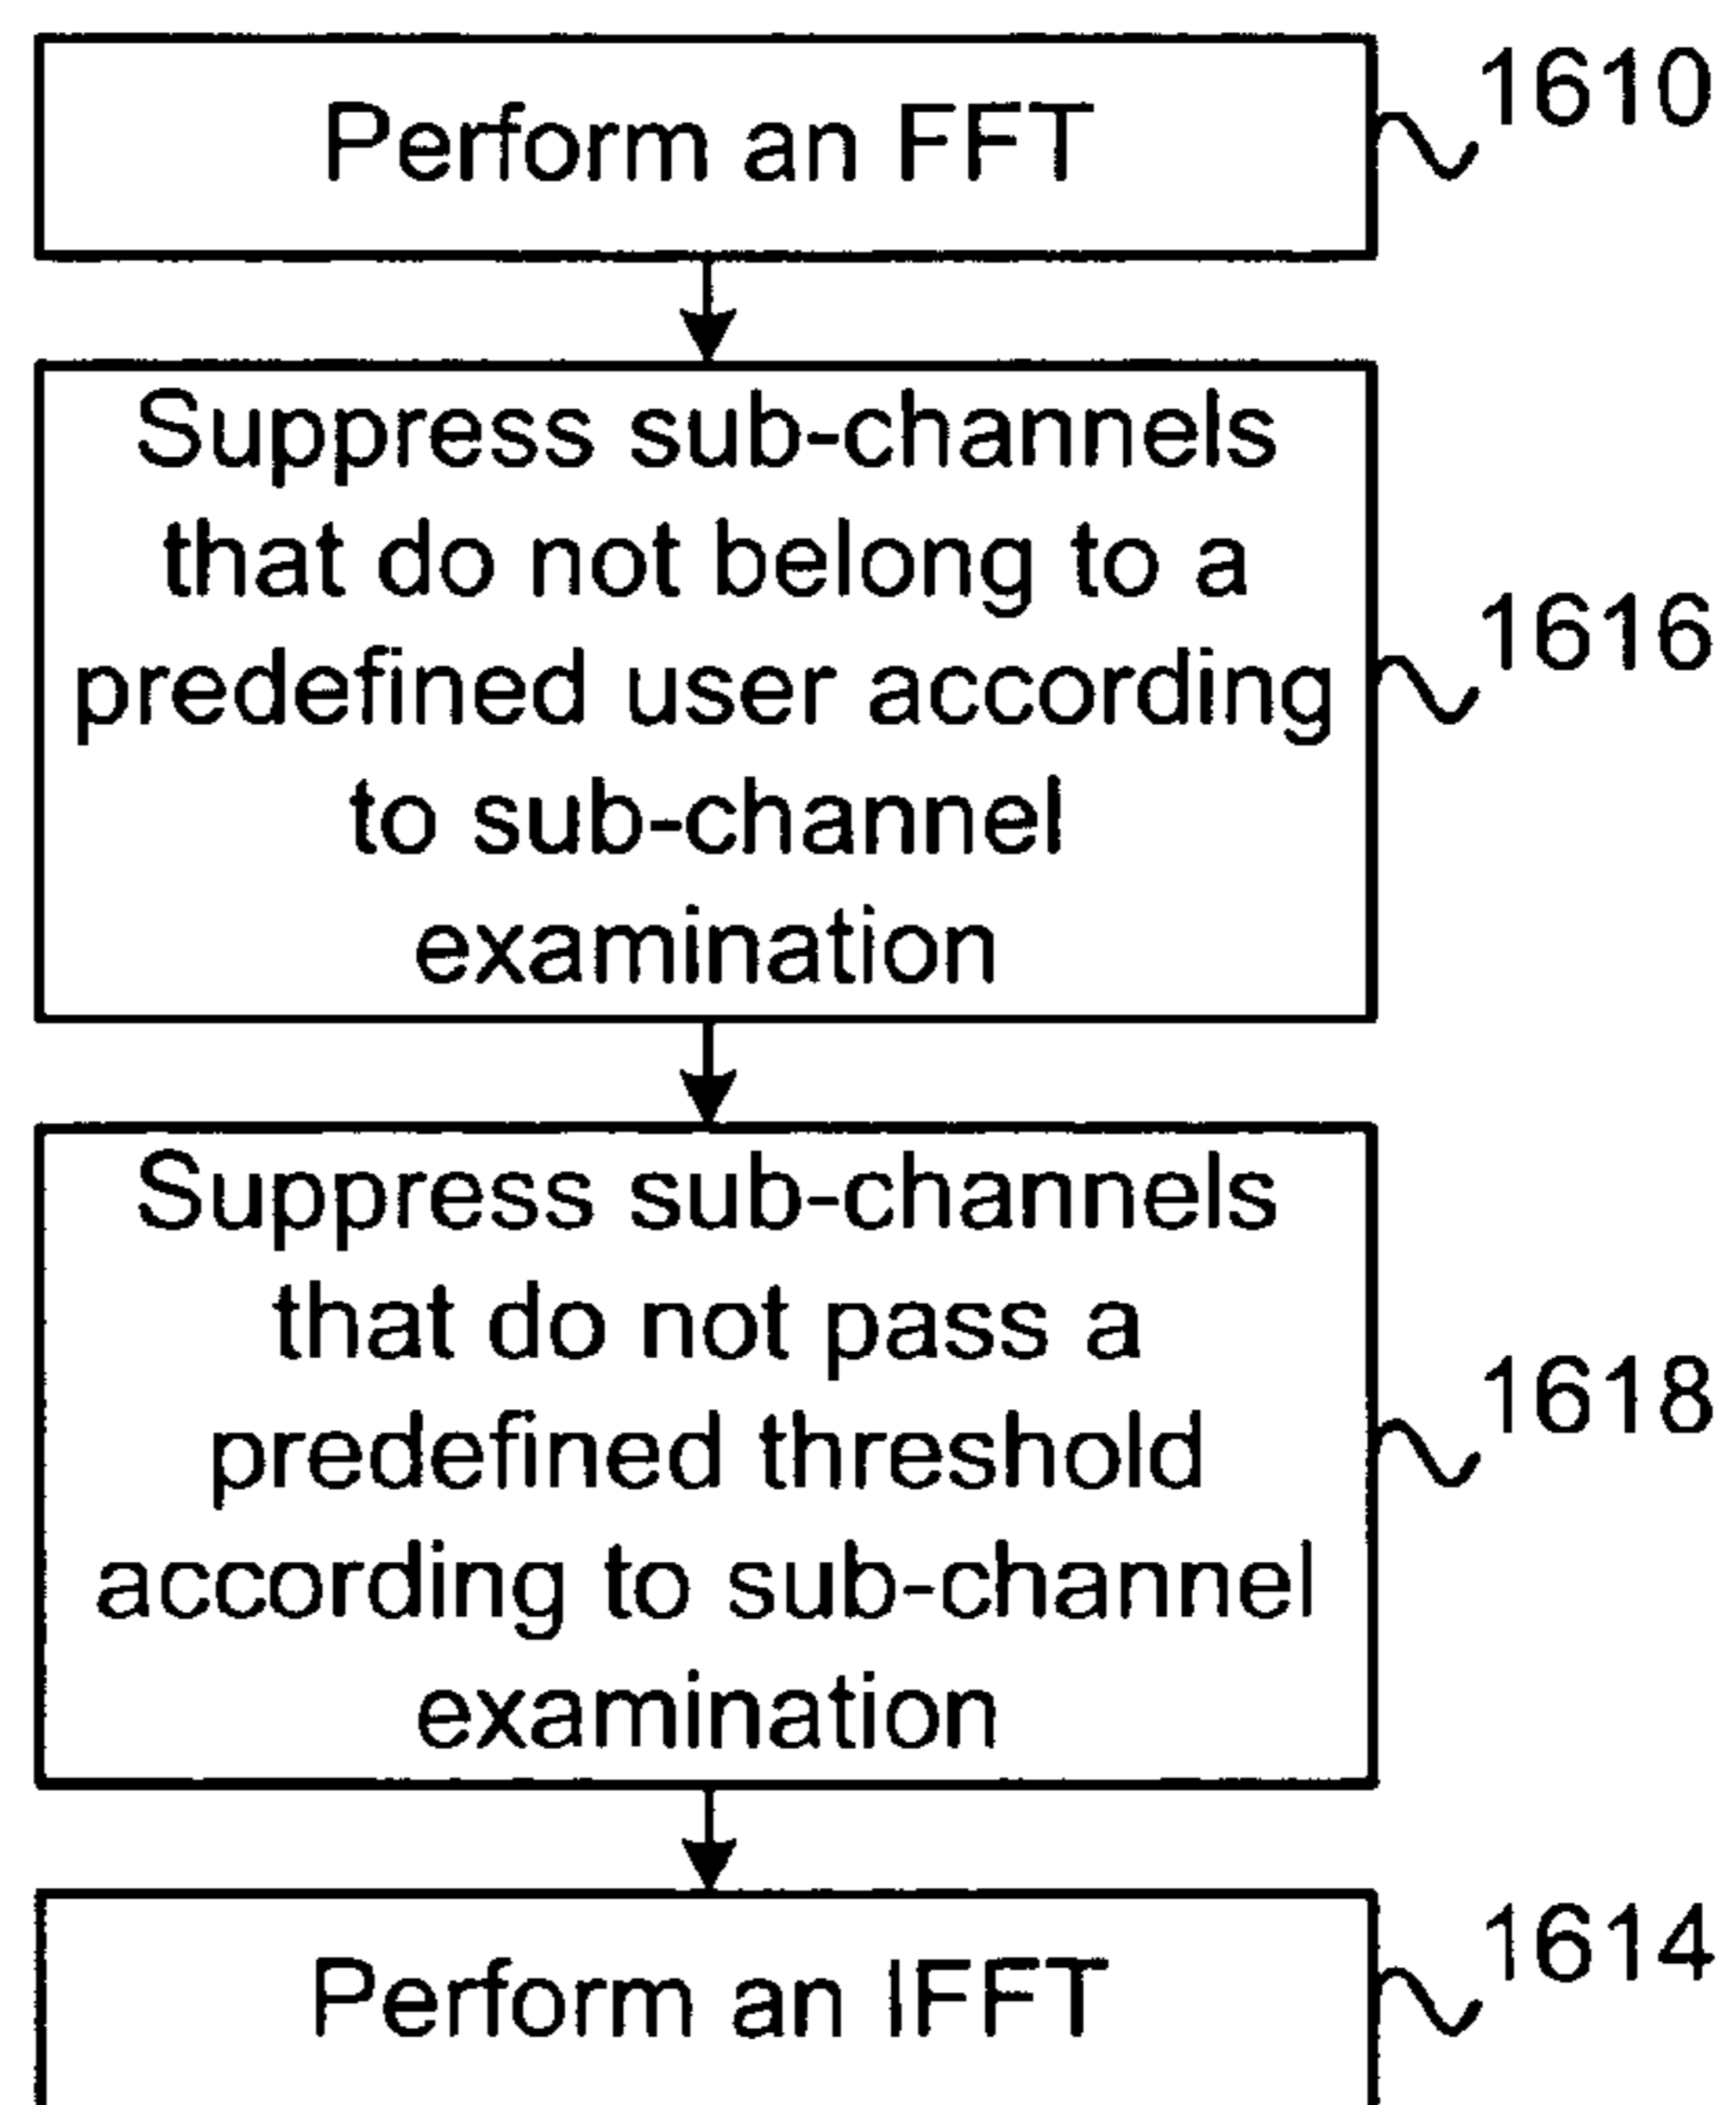 Perform an FFT
1610
Suppress sub-channels
that do not belong to a
predefined user according
to sub-channel
examination
1616
Suppress sub-channels
that do not pass a
predefined threshold
according to sub-channel
examination
1618
Perform an IFFT
1614